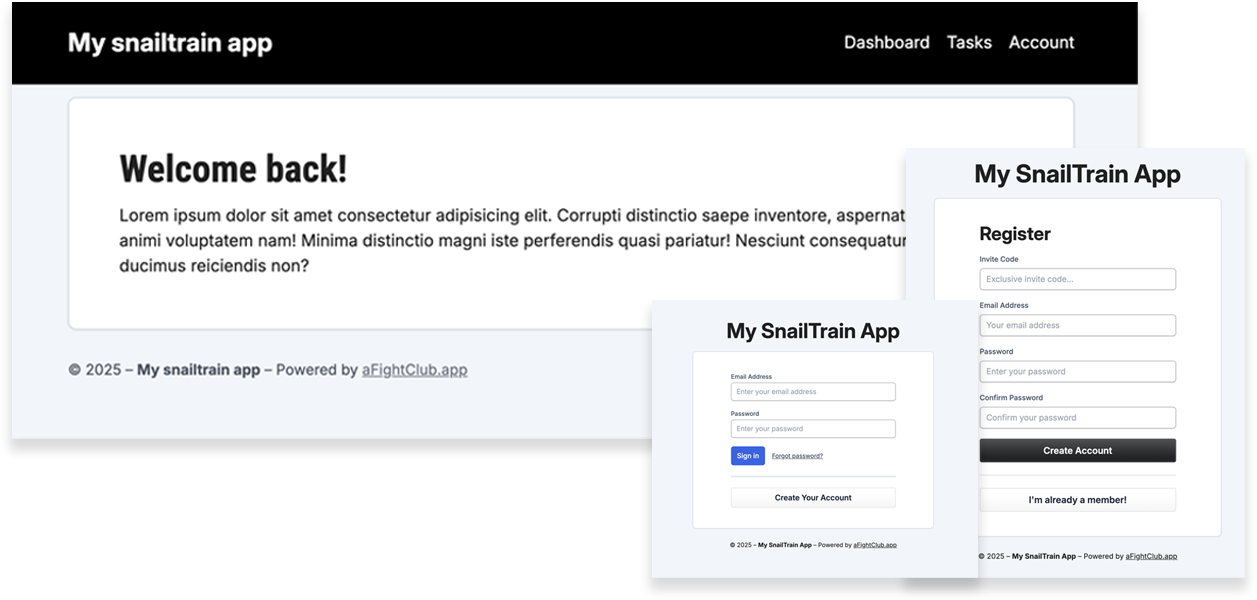 My snailtrain app
Dashboard Tasks Account
Welcome back!
Lorem ipsum dolor sit amet consectetur adipisicing elit. Corrupti distinctio saepe inventore, aspernat
animi voluptatem nam! Minima distinctio magni iste perferendis quasi pariatur! Nesciunt consequatur
ducimus reiciendis non?
© 2025 – My snailtrain app – Powered by aFightClub.app
My SnailTrain App
Email Address
Enter your email address
Password
Enter your password
Sign in Forgot password?
Create Your Account
© 2025 – My SnailTrain App – Powered by aFightClub.app
My SnailTrain App
Register
Invite Code
Exclusive invite code...
Email Address
Your email address
Password
Enter your password
Confirm Password
Confirm your password
Create Account
I'm already a member!
© 2025 – My SnailTrain App – Powered by aFightClub.app